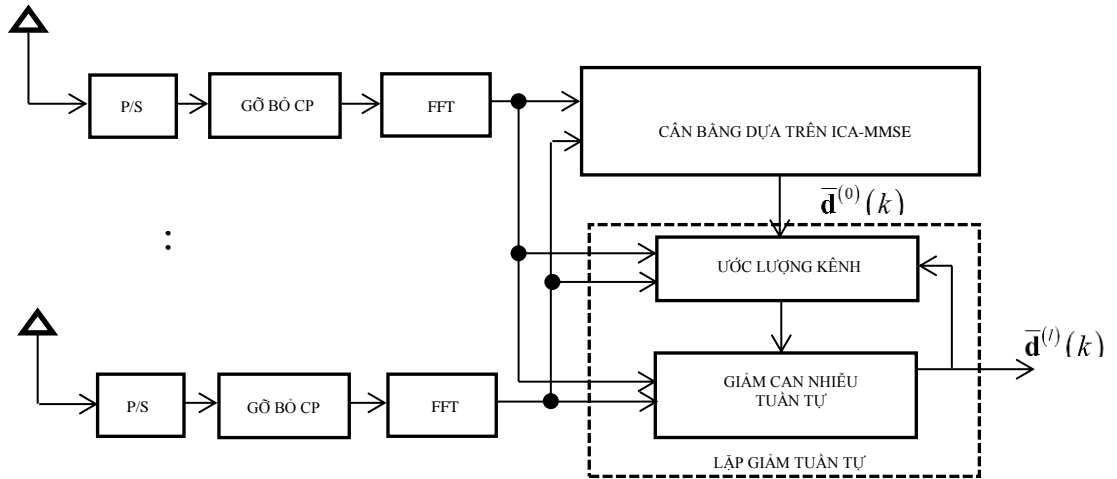 P/S
GỠ BỎ CP
FFT
CÂN BẰNG DỰA TRÊN ICA-MMSE
d̅⁽⁰⁾(k)
ƯỚC LƯỢNG KÊNH
:
d̅⁽ˡ⁾(k)
GIẢM CAN NHIỄU
TUẦN TỰ
P/S
GỠ BỎ CP
FFT
LẶP GIẢM TUẦN TỰ